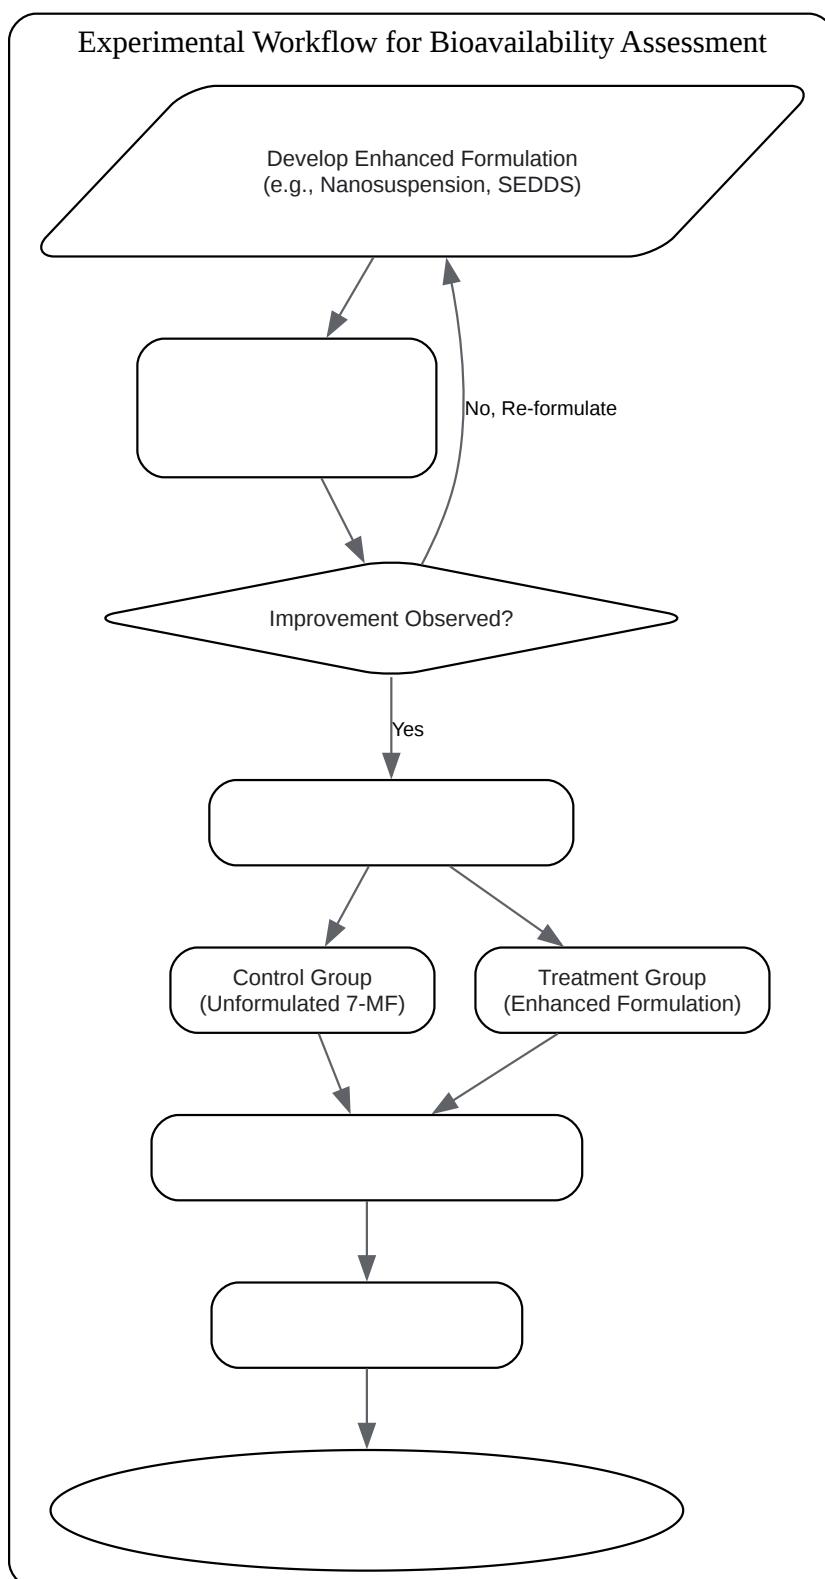 Experimental Workflow for Bioavailability Assessment
Develop Enhanced Formulation
(e.g., Nanosuspension, SEDDS)
No, Re-formulate
Improvement Observed?
Yes
Control Group
(Unformulated 7-MF)
Treatment Group
(Enhanced Formulation)